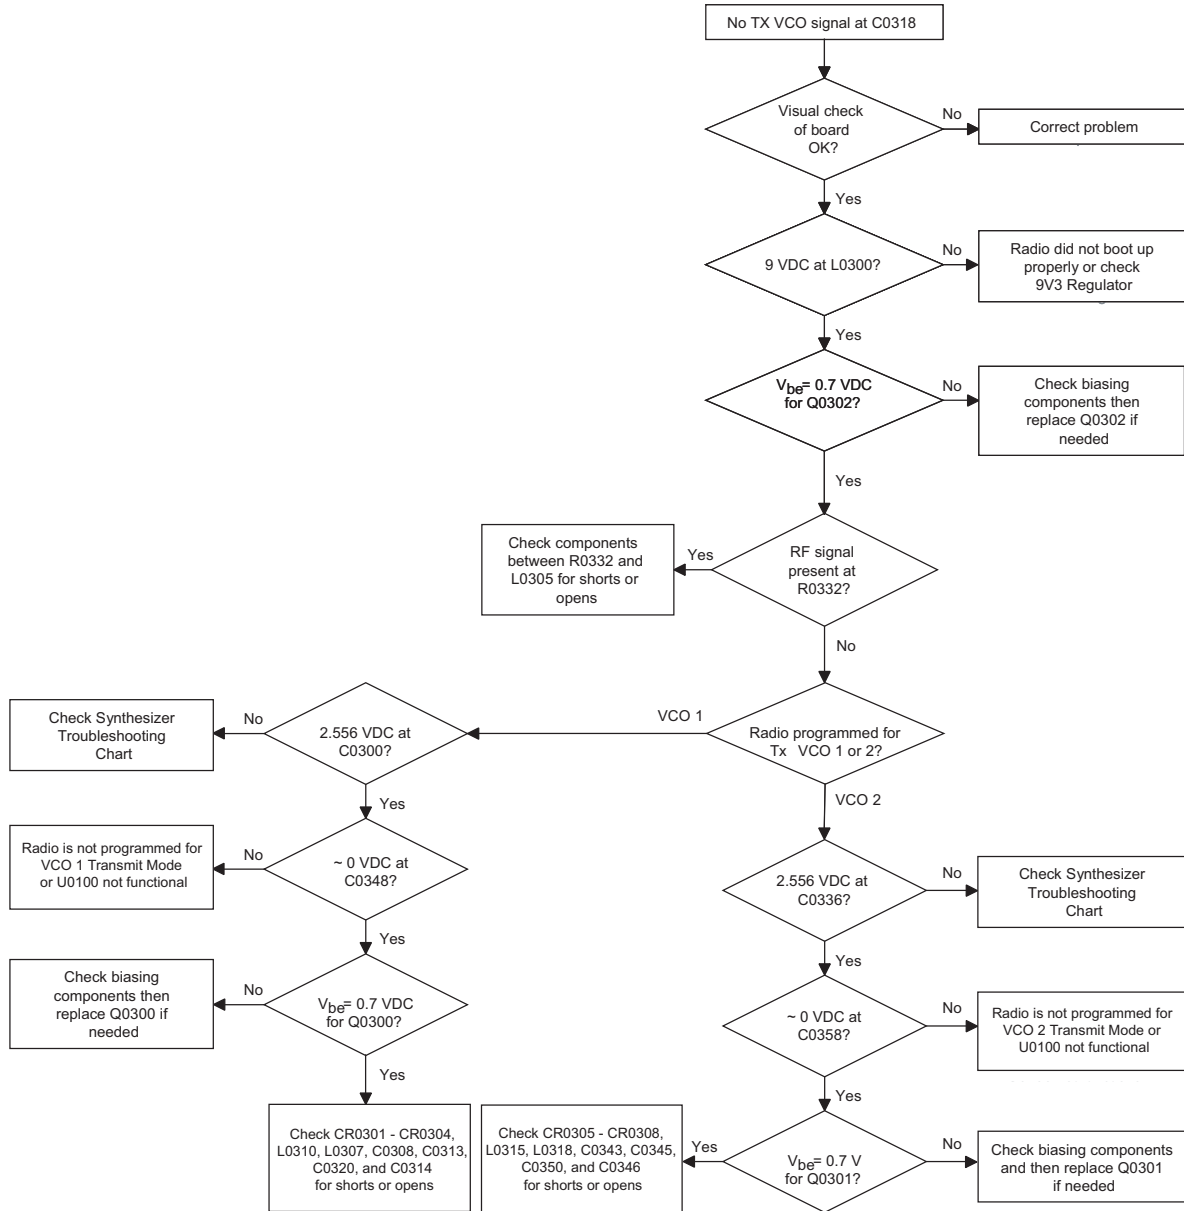 No TX VCO signal at C0318
Visual check
of board
OK?
No
Correct problem
Yes
9 VDC at L0300?
No
Radio did not boot up
properly or check
9V3 Regulator
Yes
Vbe= 0.7 VDC
for Q0302?
No
Check biasing
components then
replace Q0302 if
needed
Yes
RF signal
present at
R0332?
Yes
Check components
between R0332 and
L0305 for shorts or
opens
No
Radio programmed for
Tx VCO 1 or 2?
VCO 1
2.556 VDC at
C0300?
No
Check Synthesizer
Troubleshooting
Chart
Yes
~ 0 VDC at
C0348?
No
Radio is not programmed for
VCO 1 Transmit Mode
or U0100 not functional
Yes
Vbe= 0.7 VDC
for Q0300?
No
Check biasing
components then
replace Q0300 if
needed
Yes
Check CR0301 - CR0304,
L0310, L0307, C0308, C0313,
C0320, and C0314
for shorts or opens
VCO 2
2.556 VDC at
C0336?
No
Check Synthesizer
Troubleshooting
Chart
Yes
~ 0 VDC at
C0358?
No
Radio is not programmed for
VCO 2 Transmit Mode or
U0100 not functional
Yes
Vbe= 0.7 V
for Q0301?
Yes
Check CR0305 - CR0308,
L0315, L0318, C0343, C0345,
C0350, and C0346
for shorts or opens
No
Check biasing components
and then replace Q0301
if needed